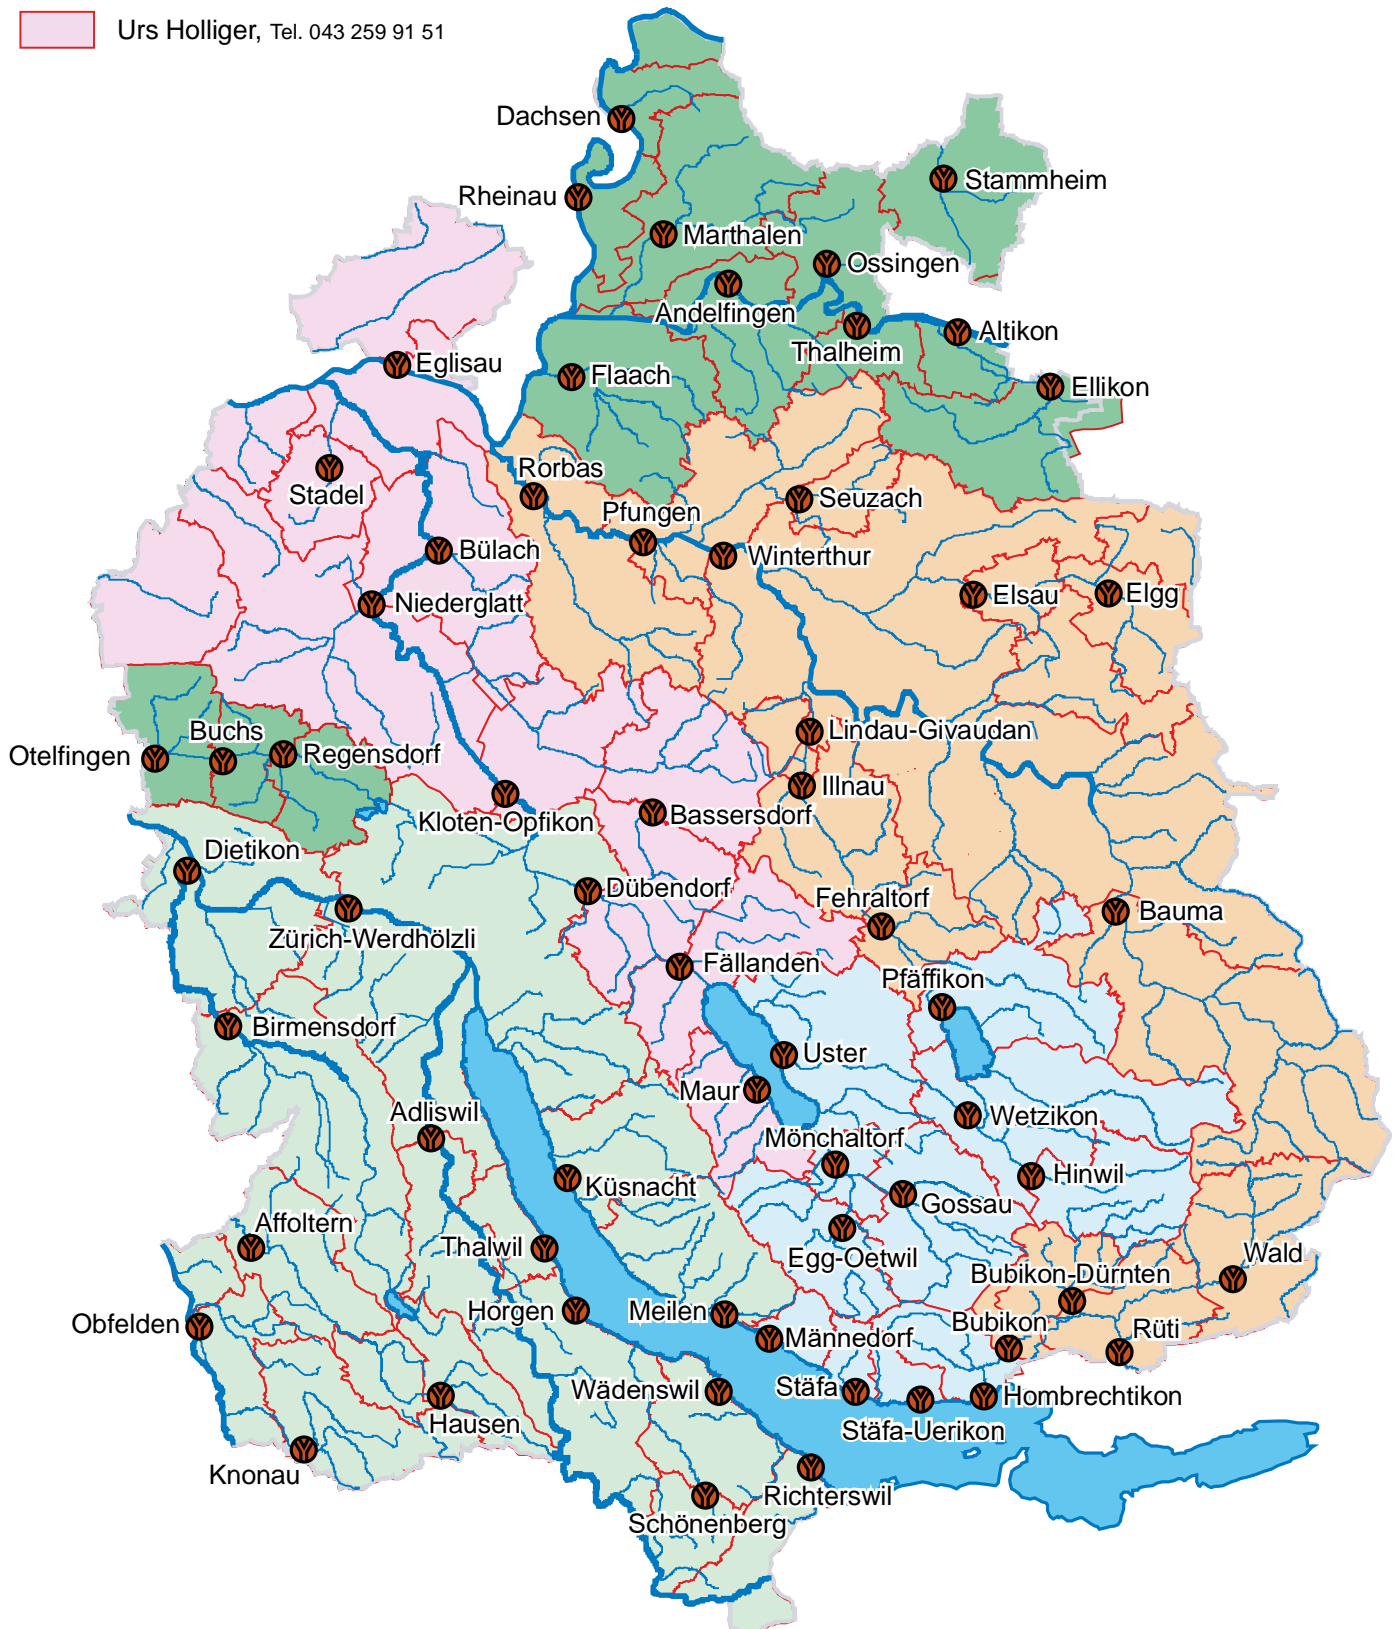 Urs Holliger, Tel. 043 259 91 51
Dachsen
Stammheim
Rheinau
Marthalen
Ossingen
Andelfingen
Altikon
Thalheim
Eglisau
Flaach
Ellikon
Rorbas
Stadel
Seuzach
Pfungen
Bülach
Winterthur
Elsau
Elgg
Niederglatt
Buchs
Lindau-Givaudan
Otelfingen
Regensdorf
Illnau
Bassersdorf
Kloten-Opfikon
Dietikon
Dübendorf
Fehraltorf
Bauma
Zürich-Werdhölzli
Fällanden
Pfäffikon
Birmensdorf
Uster
Maur
Adliswil
Wetzikon
Mönchaltorf
Hinwil
Küsnacht
Gossau
Affoltern
Thalwil
Egg-Oetwil
Wald
Bubikon-Dürnten
Horgen
Meilen
Obfelden
Männedorf
Bubikon
Rüti
Wädenswil
Stäfa
Hombrechtikon
Hausen
Stäfa-Uerikon
Knonau
Richterswil
Schönenberg